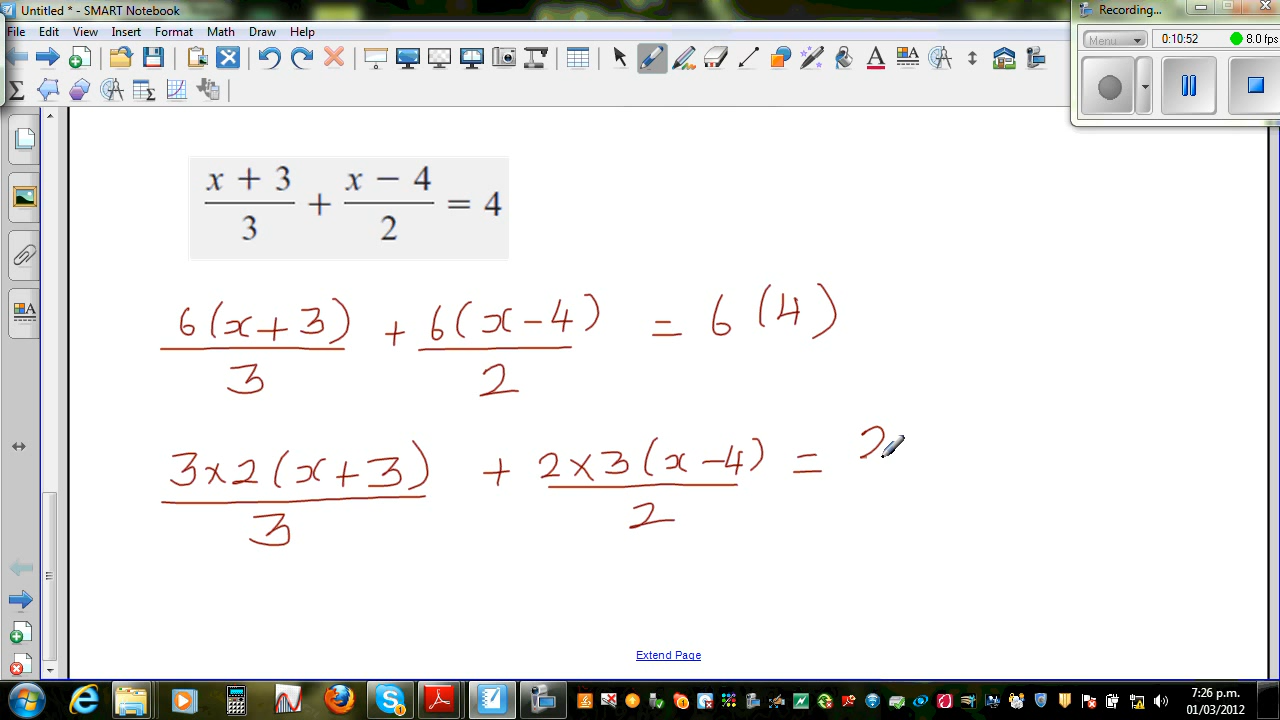 Untitled * - SMART Notebook
File Edit View Insert Format Math Draw Help
Recording...
Menu
0:10:52
8.0 fps
x + 3 / 3 + x − 4 / 2 = 4
6(x+3) / 3 + 6(x−4) / 2 = 6(4)
3×2(x+3) / 3 + 2×3(x−4) / 2 = 2
Extend Page
7:26 p.m.
01/03/2012